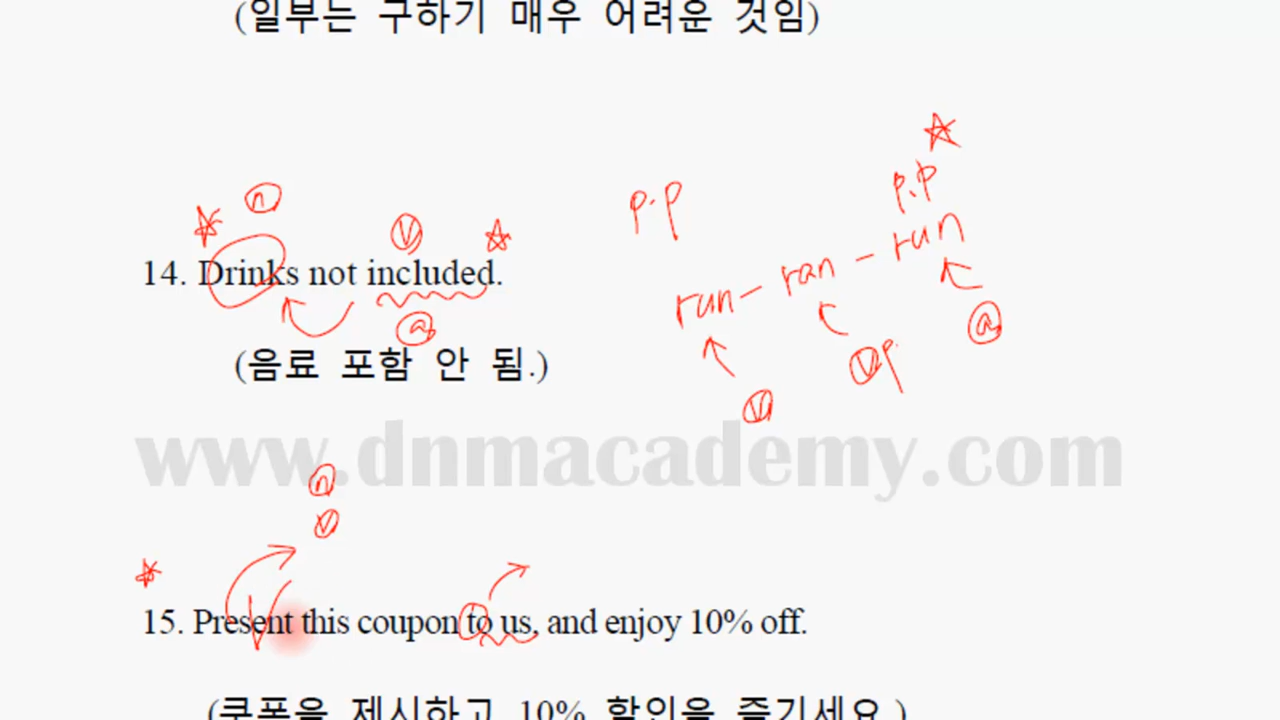 (일부는 구하기 매우 어려운 것임)
p.p
p.p
n
v
14. Drinks not included.
run - ran - run
a
a
(음료 포함 안 됨.)
v
vp.
www.dnmacademy.com
n
v
15. Present this coupon to us, and enjoy 10% off.
(쿠폰을 제시하고 10% 할인을 즐기세요.)